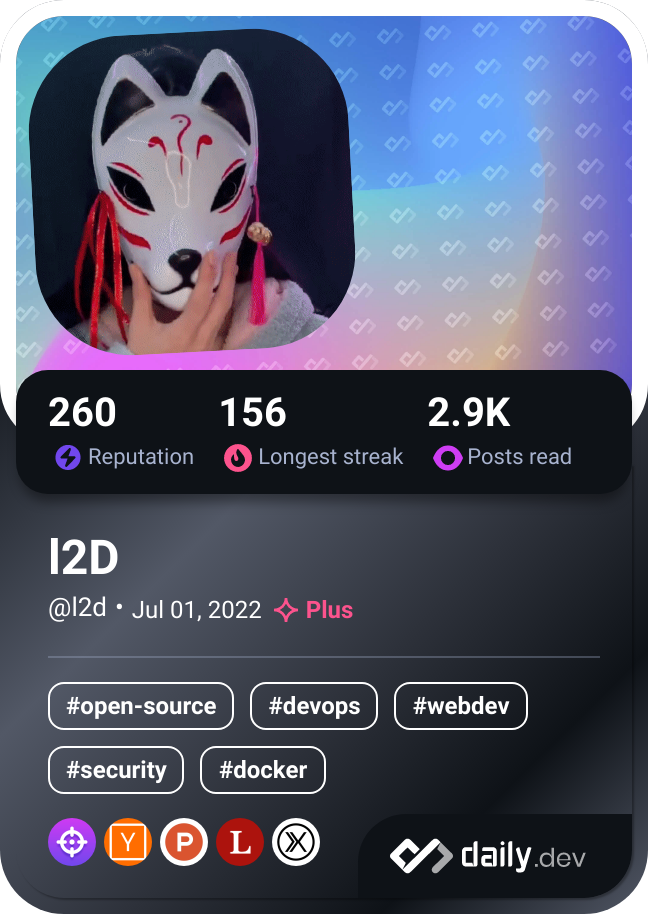 260 156 2.9K
Reputation Longest streak Posts read
l2D
@l2d • Jul 01, 2022 Plus
#open-source #devops #webdev
#security #docker
Y P L X
daily.dev